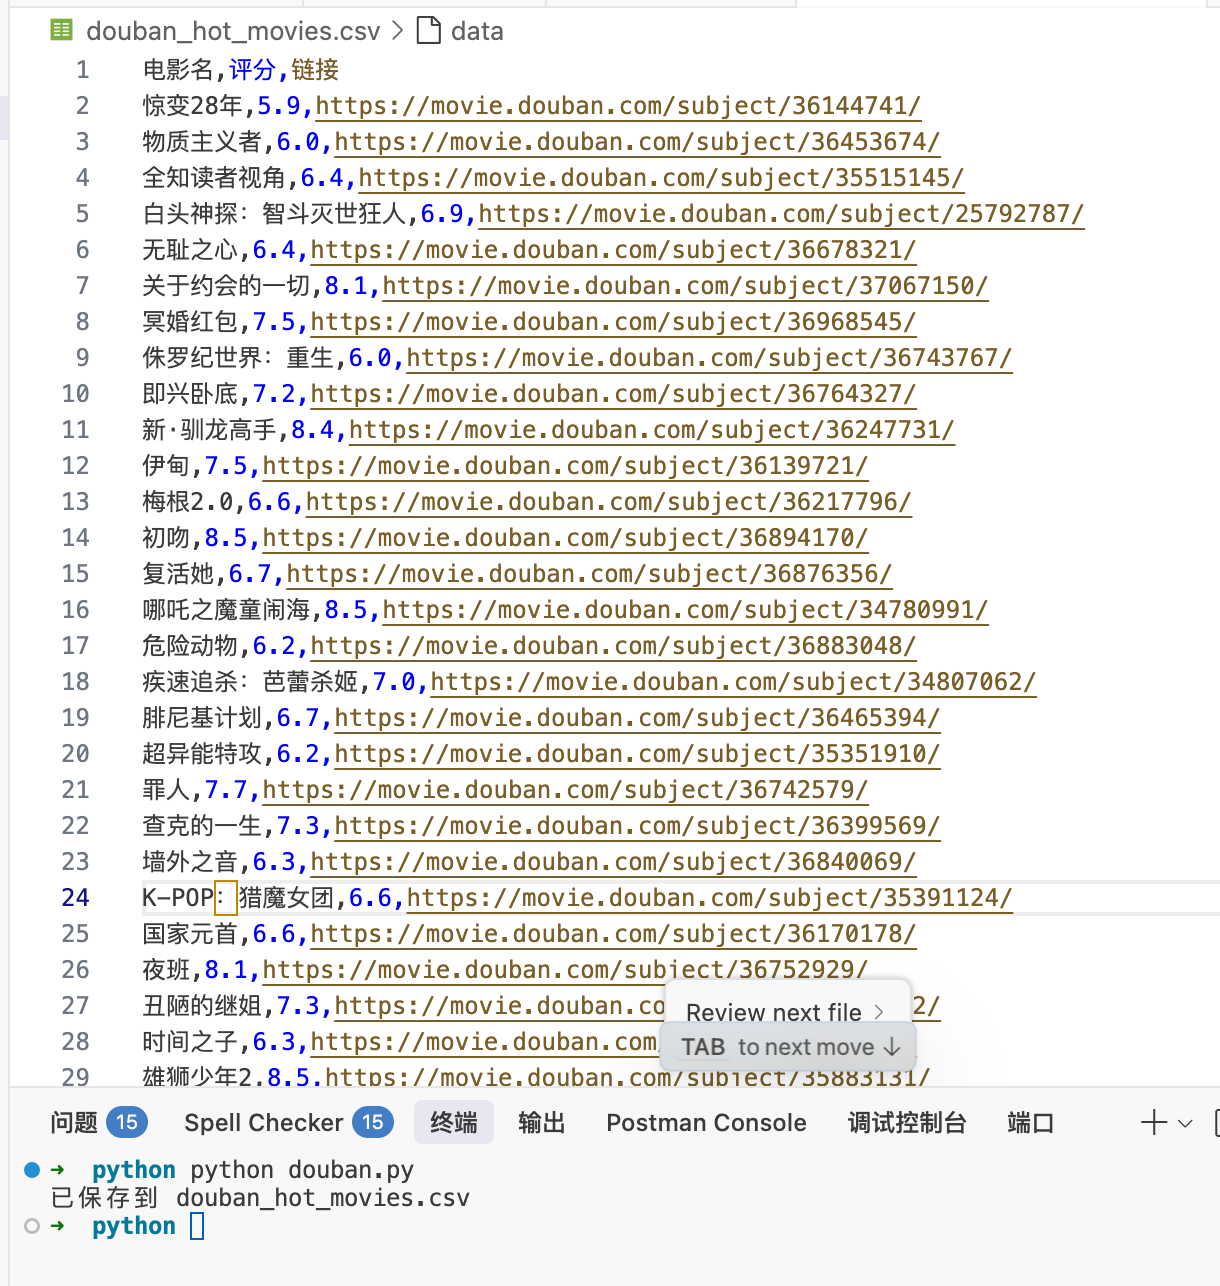 douban_hot_movies.csv > data
1 电影名,评分,链接
2 惊变28年,5.9,https://movie.douban.com/subject/36144741/
3 物质主义者,6.0,https://movie.douban.com/subject/36453674/
4 全知读者视角,6.4,https://movie.douban.com/subject/35515145/
5 白头神探：智斗灭世狂人,6.9,https://movie.douban.com/subject/25792787/
6 无耻之心,6.4,https://movie.douban.com/subject/36678321/
7 关于约会的一切,8.1,https://movie.douban.com/subject/37067150/
8 冥婚红包,7.5,https://movie.douban.com/subject/36968545/
9 侏罗纪世界：重生,6.0,https://movie.douban.com/subject/36743767/
10 即兴卧底,7.2,https://movie.douban.com/subject/36764327/
11 新·驯龙高手,8.4,https://movie.douban.com/subject/36247731/
12 伊甸,7.5,https://movie.douban.com/subject/36139721/
13 梅根2.0,6.6,https://movie.douban.com/subject/36217796/
14 初吻,8.5,https://movie.douban.com/subject/36894170/
15 复活她,6.7,https://movie.douban.com/subject/36876356/
16 哪吒之魔童闹海,8.5,https://movie.douban.com/subject/34780991/
17 危险动物,6.2,https://movie.douban.com/subject/36883048/
18 疾速追杀：芭蕾杀姬,7.0,https://movie.douban.com/subject/34807062/
19 腓尼基计划,6.7,https://movie.douban.com/subject/36465394/
20 超异能特攻,6.2,https://movie.douban.com/subject/35351910/
21 罪人,7.7,https://movie.douban.com/subject/36742579/
22 查克的一生,7.3,https://movie.douban.com/subject/36399569/
23 墙外之音,6.3,https://movie.douban.com/subject/36840069/
24 K-POP：猎魔女团,6.6,https://movie.douban.com/subject/35391124/
25 国家元首,6.6,https://movie.douban.com/subject/36170178/
26 夜班,8.1,https://movie.douban.com/subject/36752929/
27 丑陋的继姐,7.3,https://movie.douban.co 2/
Review next file >
28 时间之子,6.3,https://movie.douban.com
TAB to next move ↓
29 雄狮少年2,8.5,https://movie.douban.com/subject/35883131/
问题 15 Spell Checker 15 终端 输出 Postman Console 调试控制台 端口
➜ python python douban.py
已保存到 douban_hot_movies.csv
➜ python